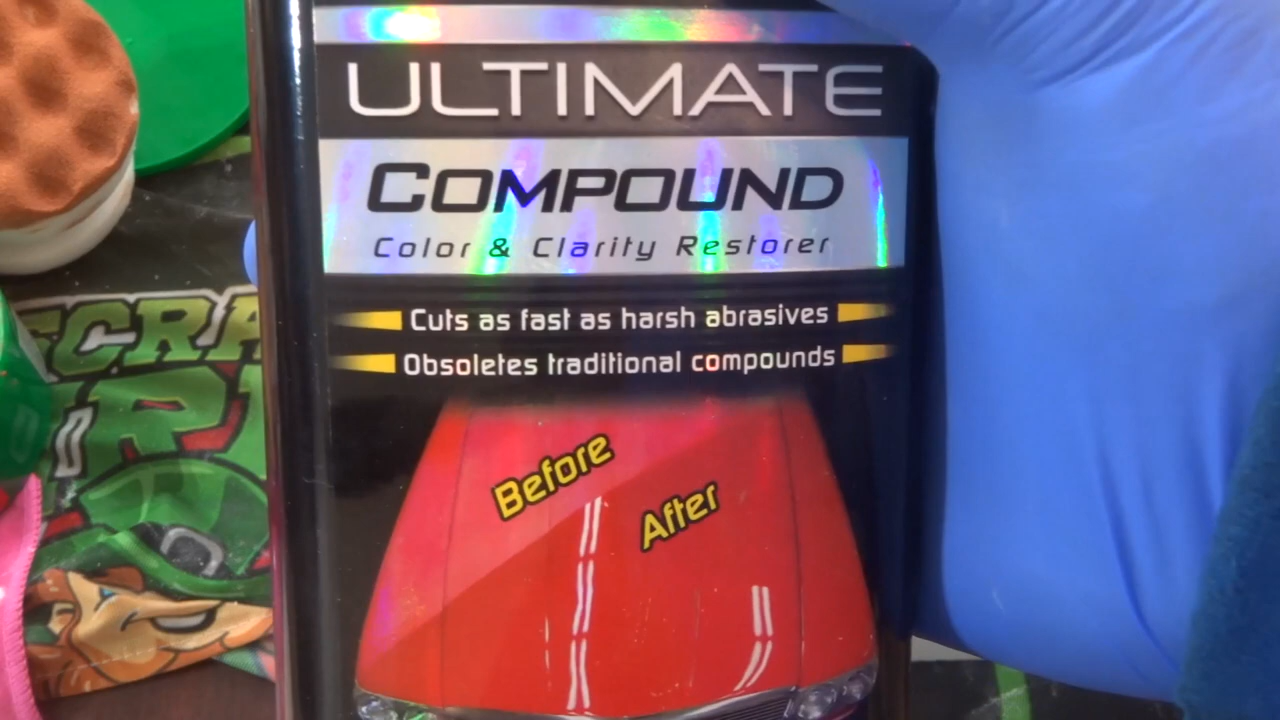 ULTIMATE
COMPOUND
Color & Clarity Restorer
Cuts as fast as harsh abrasives
Obsoletes traditional compounds
Before
After